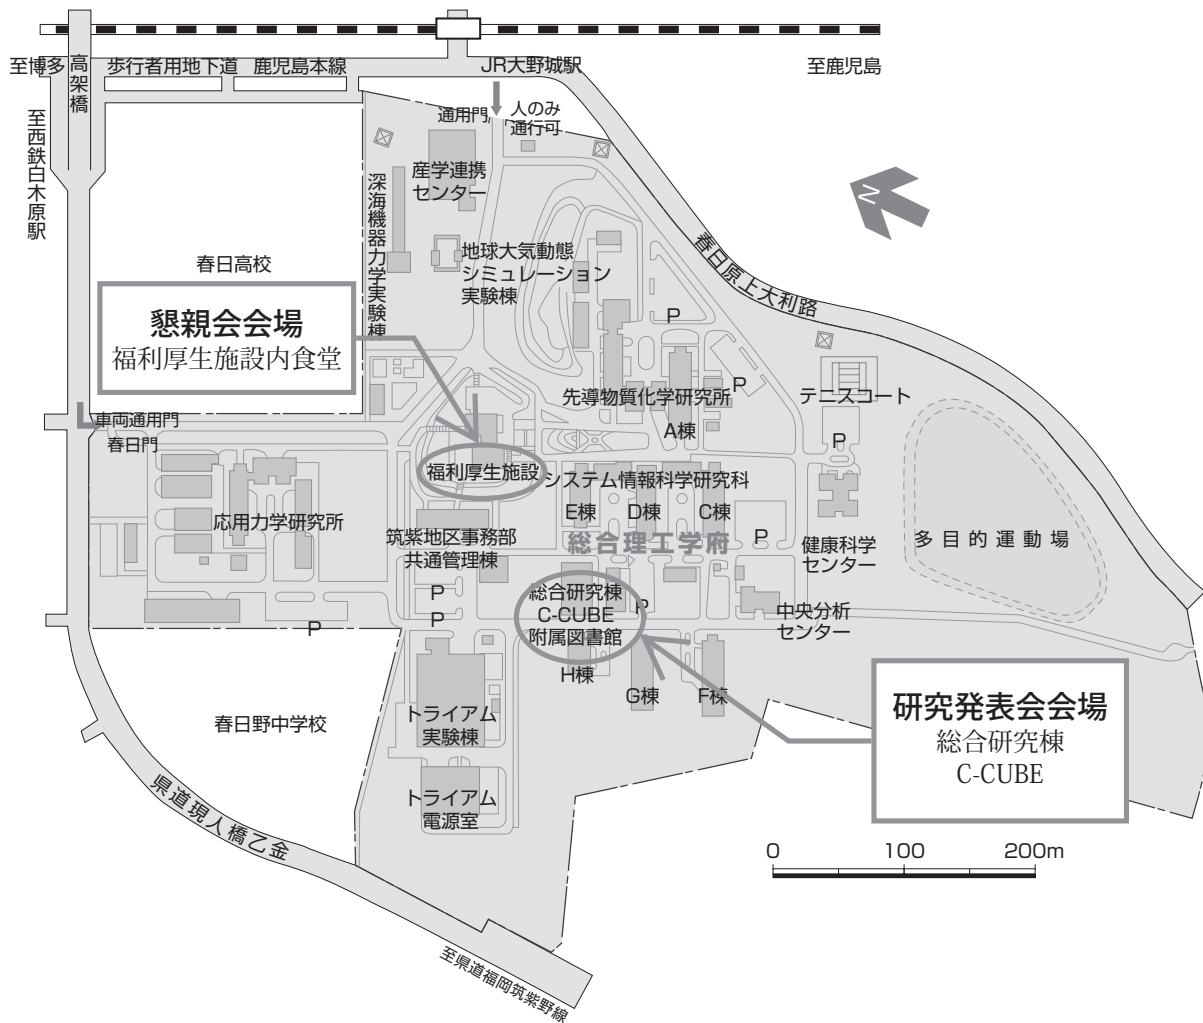 至博多
高架橋
歩行者用地下道
鹿児島本線
JR大野城駅
至鹿児島
至西鉄白木原駅
通用門
人のみ
通行可
産学連携
センター
深海機器力学実験棟
N
春日高校
地球大気動態
シミュレーション
実験棟
春日原上大利路
懇親会会場
福利厚生施設内食堂
P
P
先導物質化学研究所
テニスコート
A棟
車両通用門
春日門
P
福利厚生施設
システム情報科学研究科
応用力学研究所
E棟
D棟
C棟
筑紫地区事務部
共通管理棟
総合理工学府
P
健康科学
センター
多目的運動場
総合研究棟
C-CUBE
附属図書館
P
P
P
P
中央分析
センター
H棟
G棟
F棟
春日野中学校
トライアム
実験棟
研究発表会会場
総合研究棟
C-CUBE
トライアム
電源室
県道現人橋乙金
0
100
200m
至県道福岡筑紫野線